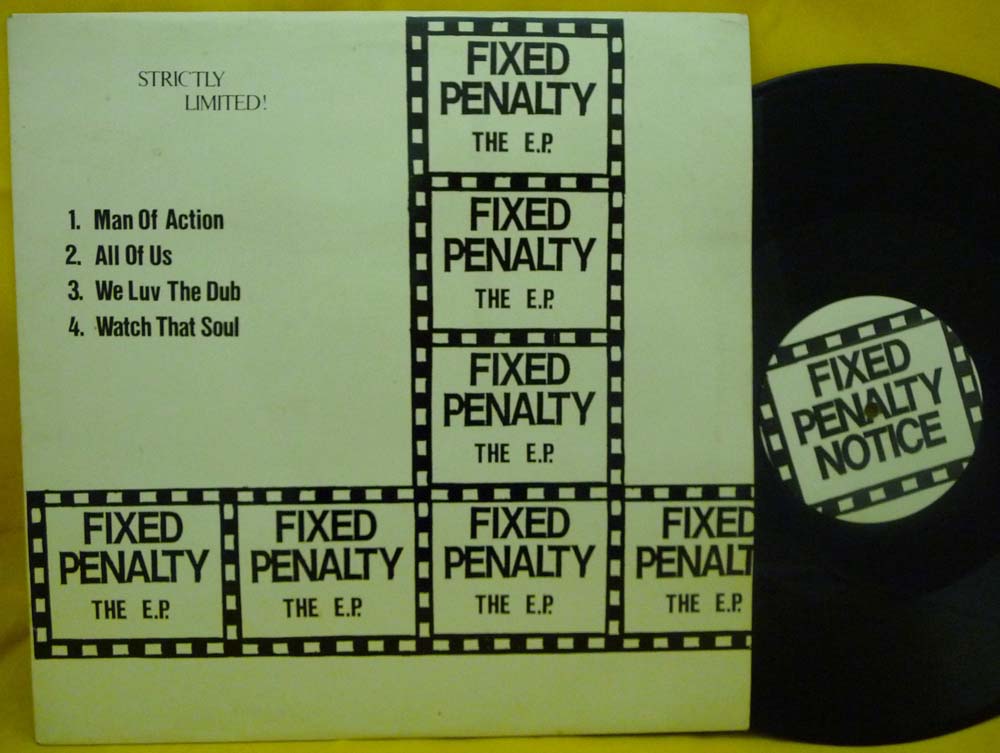 STRICTLY
LIMITED!
1. Man Of Action
2. All Of Us
3. We Luv The Dub
4. Watch That Soul
FIXED
PENALTY
THE E.P.
FIXED
PENALTY
THE E.P.
FIXED
PENALTY
THE E.P.
FIXED
PENALTY
THE E.P.
FIXED
PENALTY
THE E.P.
FIXED
PENALTY
THE E.P.
FIXED
PENALT
THE E.P.
FIXED
PENALTY
NOTICE